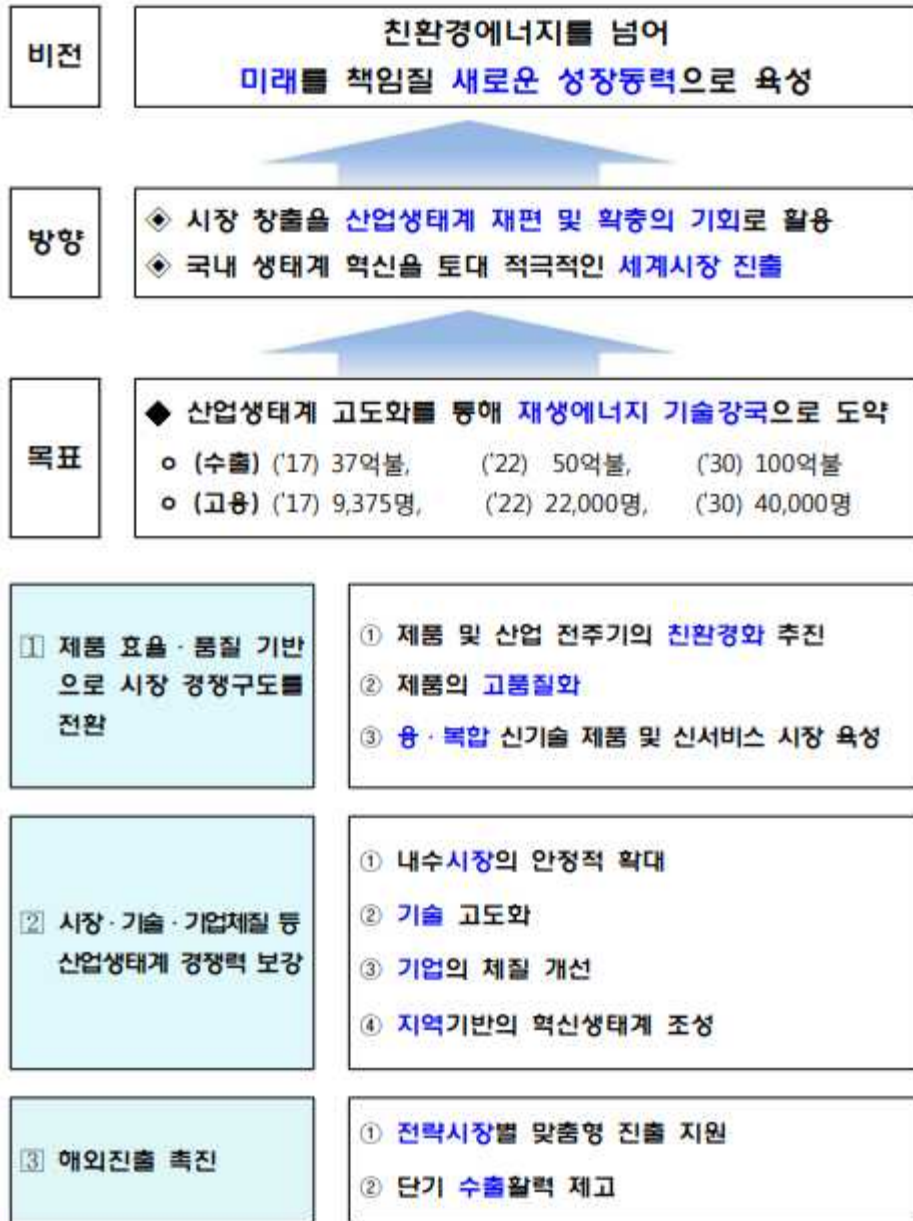 비전
친환경에너지를 넘어
미래를 책임질 새로운 성장동력으로 육성
방향
◈ 시장 창출을 산업생태계 재편 및 확충의 기회로 활용
◈ 국내 생태계 혁신을 토대 적극적인 세계시장 진출
목표
◆ 산업생태계 고도화를 통해 재생에너지 기술강국으로 도약
ㅇ (수출) ('17) 37억불, ('22) 50억불, ('30) 100억불
ㅇ (고용) ('17) 9,375명, ('22) 22,000명, ('30) 40,000명
1 제품 효율·품질 기반
으로 시장 경쟁구도를
전환
① 제품 및 산업 전주기의 친환경화 추진
② 제품의 고품질화
③ 융·복합 신기술 제품 및 신서비스 시장 육성
2 시장·기술·기업체질 등
산업생태계 경쟁력 보강
① 내수시장의 안정적 확대
② 기술 고도화
③ 기업의 체질 개선
④ 지역기반의 혁신생태계 조성
3 해외진출 촉진
① 전략시장별 맞춤형 진출 지원
② 단기 수출활력 제고